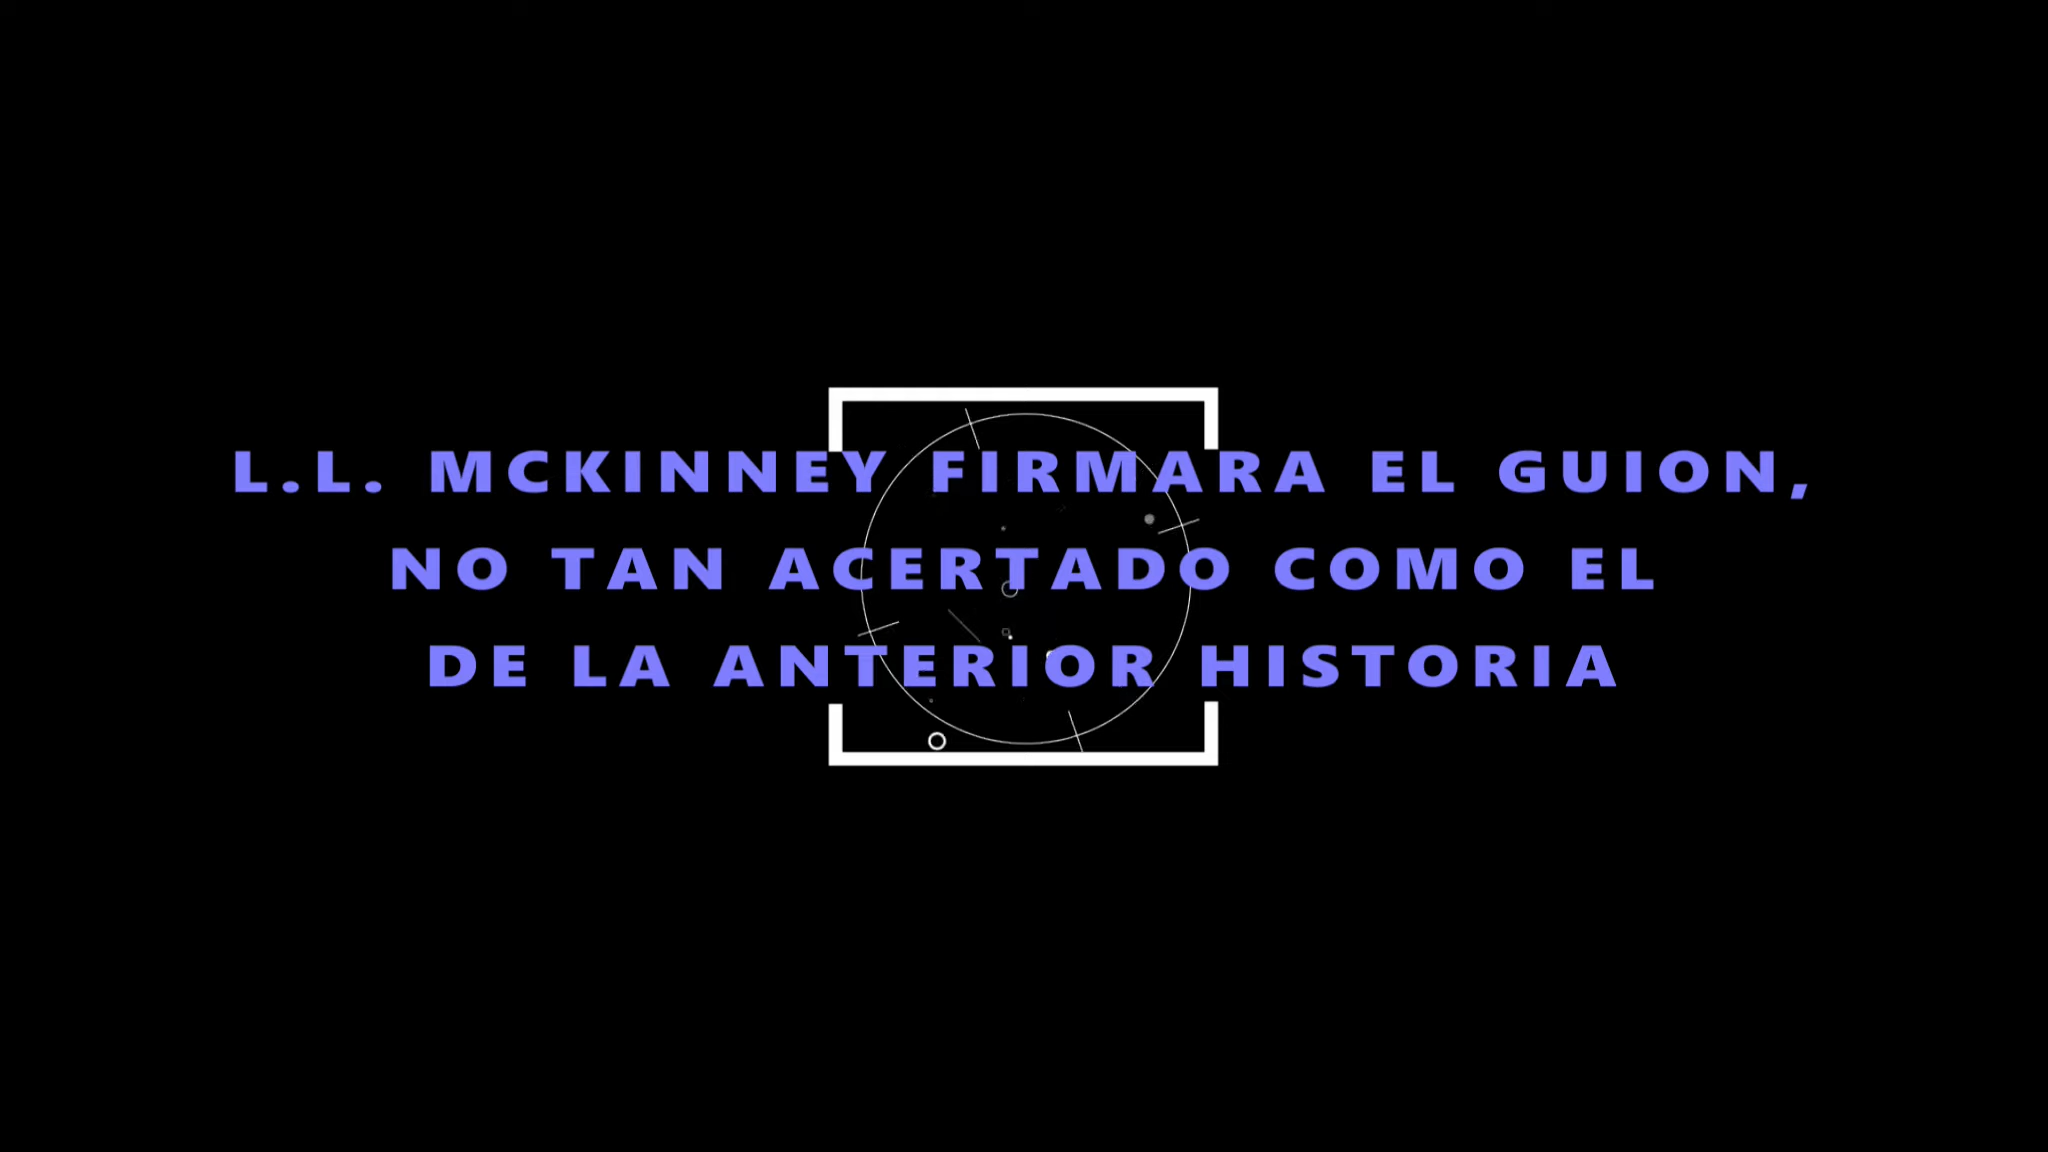 L.L. MCKINNEY FIRMARA EL GUION,
NO TAN ACERTADO COMO EL
DE LA ANTERIOR HISTORIA